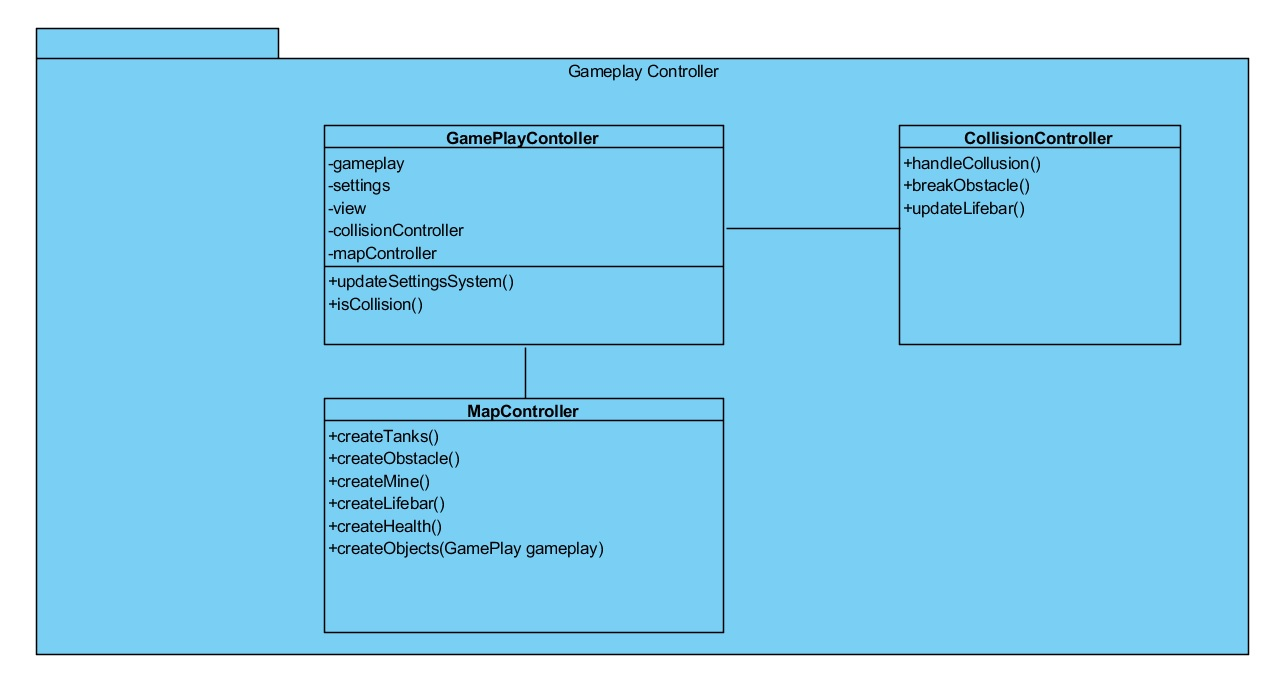 Gameplay Controller
GamePlayContoller
-gameplay
-settings
-view
-collisionController
-mapController
+updateSettingsSystem()
+isCollision()
CollisionController
+handleCollusion()
+breakObstacle()
+updateLifebar()
MapController
+createTanks()
+createObstacle()
+createMine()
+createLifebar()
+createHealth()
+createObjects(GamePlay gameplay)